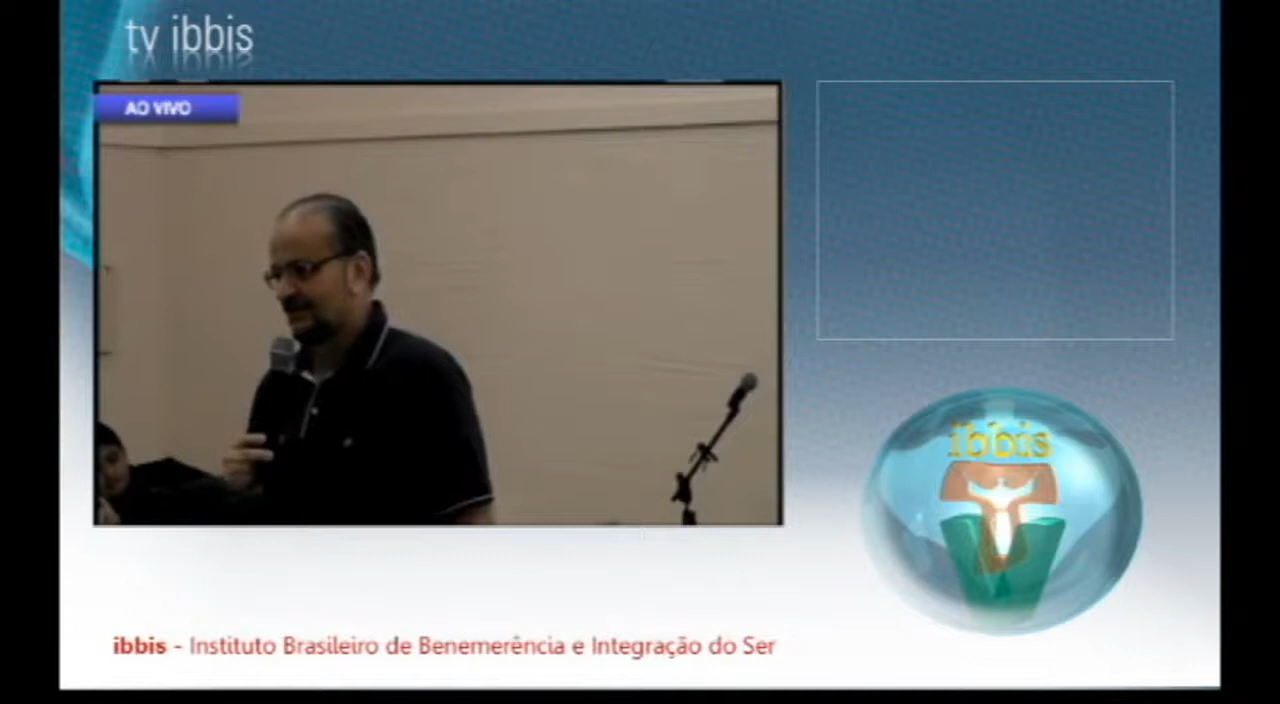 tv ibbis
AO VIVO
ibbis
ibbis - Instituto Brasileiro de Benemerência e Integração do Ser